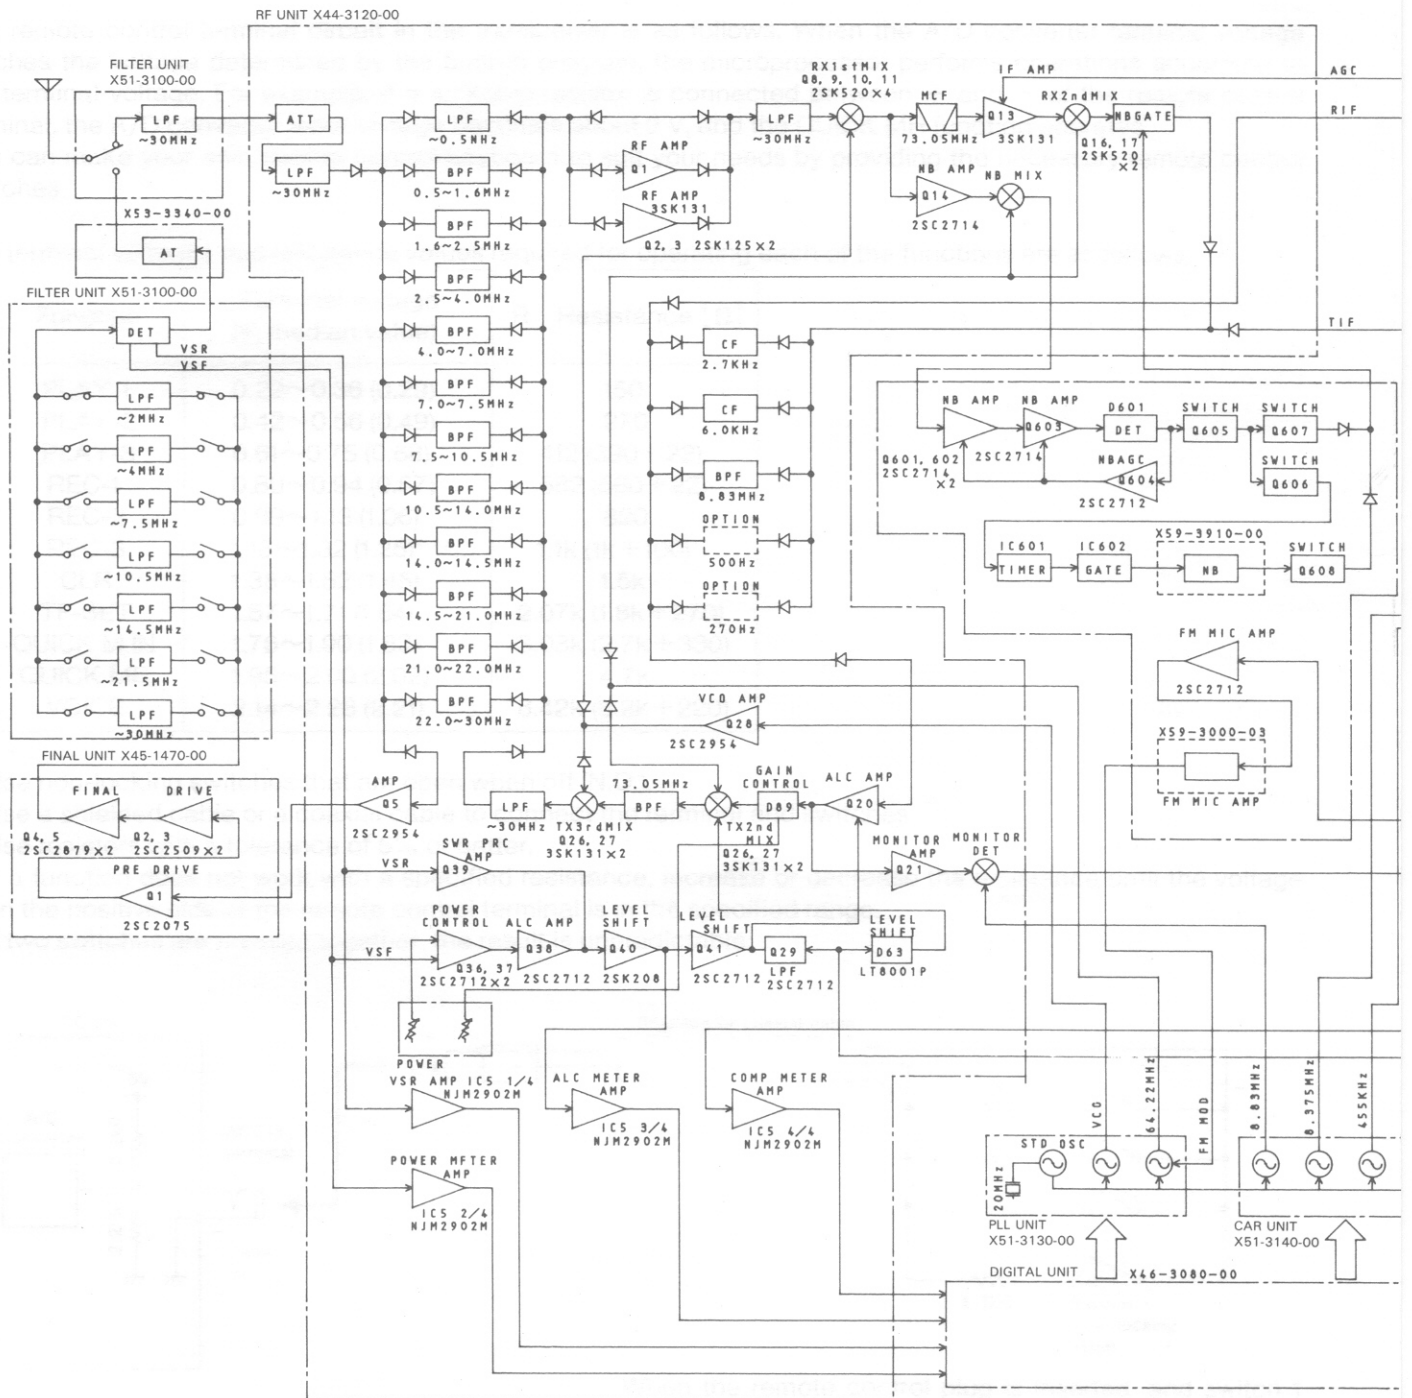 RF UNIT X44-3120-00
FILTER UNIT
X51-3100-00
LPF
~30MHz
ATT
LPF
~30MHz
X53-3340-00
AT
FILTER UNIT X51-3100-00
DET
VSR
VSF
LPF
~2MHz
LPF
~4MHz
LPF
~7.5MHz
LPF
~10.5MHz
LPF
~14.5MHz
LPF
~21.5MHz
LPF
~30MHz
FINAL UNIT X45-1470-00
FINAL
DRIVE
Q4, 5
2SC2879×2
Q2, 3
2SC2509×2
PRE DRIVE
Q1
2SC2075
LPF
~0.5MHz
BPF
0.5~1.6MHz
BPF
1.6~2.5MHz
BPF
2.5~4.0MHz
BPF
4.0~7.0MHz
BPF
7.0~7.5MHz
BPF
7.5~10.5MHz
BPF
10.5~14.0MHz
BPF
14.0~14.5MHz
BPF
14.5~21.0MHz
BPF
21.0~22.0MHz
BPF
22.0~30MHz
RF AMP
Q1
RF AMP
3SK131
Q2, 3 2SK125×2
LPF
~30MHz
RX1stMIX
Q8, 9, 10, 11
2SK520×4
MCF
73.05MHz
IF AMP
Q13
3SK131
RX2ndMIX
NBGATE
Q16, 17
2SK520
×2
NB AMP
Q14
2SC2714
NB MIX
AGC
RIF
TIF
CF
2.7KHz
CF
6.0KHz
BPF
8.83MHz
OPTION
500Hz
OPTION
270Hz
NB AMP
Q601, 602
2SC2714
×2
NB AMP
Q603
2SC2714
D601
DET
SWITCH
Q605
SWITCH
Q607
NBAGC
Q604
2SC2712
SWITCH
Q606
IC601
TIMER
IC602
GATE
X59-3910-00
NB
SWITCH
Q608
FM MIC AMP
2SC2712
X59-3000-03
FM MIC AMP
VCO AMP
Q28
2SC2954
AMP
Q5
2SC2954
LPF
~30MHz
TX3rdMIX
Q26, 27
3SK131×2
73.05MHz
BPF
TX2nd
MIX
Q26, 27
3SK131×2
GAIN
CONTROL
D89
ALC AMP
Q20
MONITOR
AMP
Q21
MONITOR
DET
VSR
SWR PRC
AMP
Q39
VSF
POWER
CONTROL
Q36, 37
2SC2712×2
ALC AMP
Q38
2SC2712
LEVEL
SHIFT
Q40
2SK208
LEVEL
SHIFT
Q41
2SC2712
Q29
LPF
2SC2712
LEVEL
SHIFT
D63
LT8001P
POWER
VSR AMP IC5 1/4
NJM2902M
ALC METER
AMP
IC5 3/4
NJM2902M
COMP METER
AMP
IC5 4/4
NJM2902M
POWER METER
AMP
IC5 2/4
NJM2902M
STD OSC
20MHz
VCO
64.22MHz
FM MOD
8.83MHz
8.375MHz
455KHz
PLL UNIT
X51-3130-00
CAR UNIT
X51-3140-00
DIGITAL UNIT
X46-3080-00